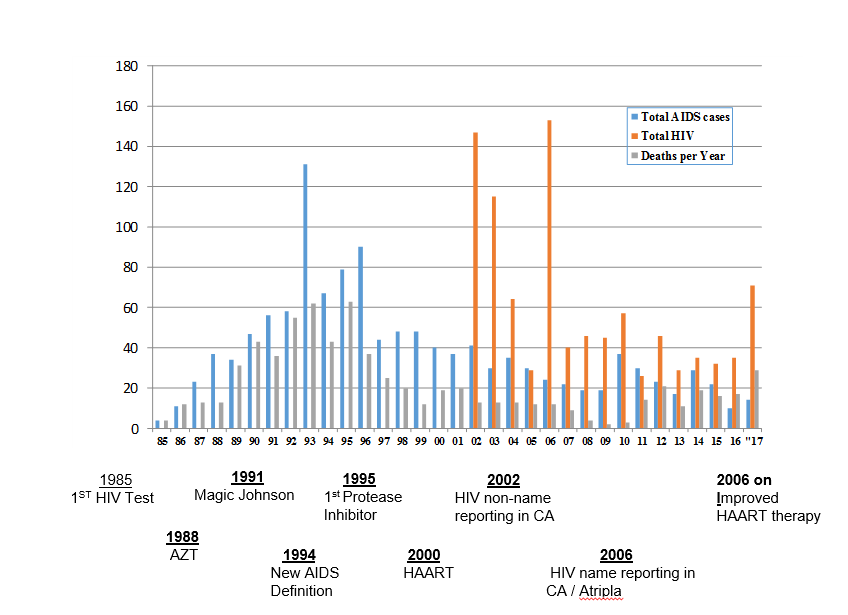 180
160
140
120
100
80
60
40
20
0
Total AIDS cases
Total HIV
Deaths per Year
85 86 87 88 89 90 91 92 93 94 95 96 97 98 99 00 01 02 03 04 05 06 07 08 09 10 11 12 13 14 15 16 "17
1985
1ST HIV Test
1991
Magic Johnson
1995
1st Protease
Inhibitor
2002
HIV non-name
reporting in CA
2006 on
Improved
HAART therapy
1988
AZT
1994
New AIDS
Definition
2000
HAART
2006
HIV name reporting in
CA / Atripla